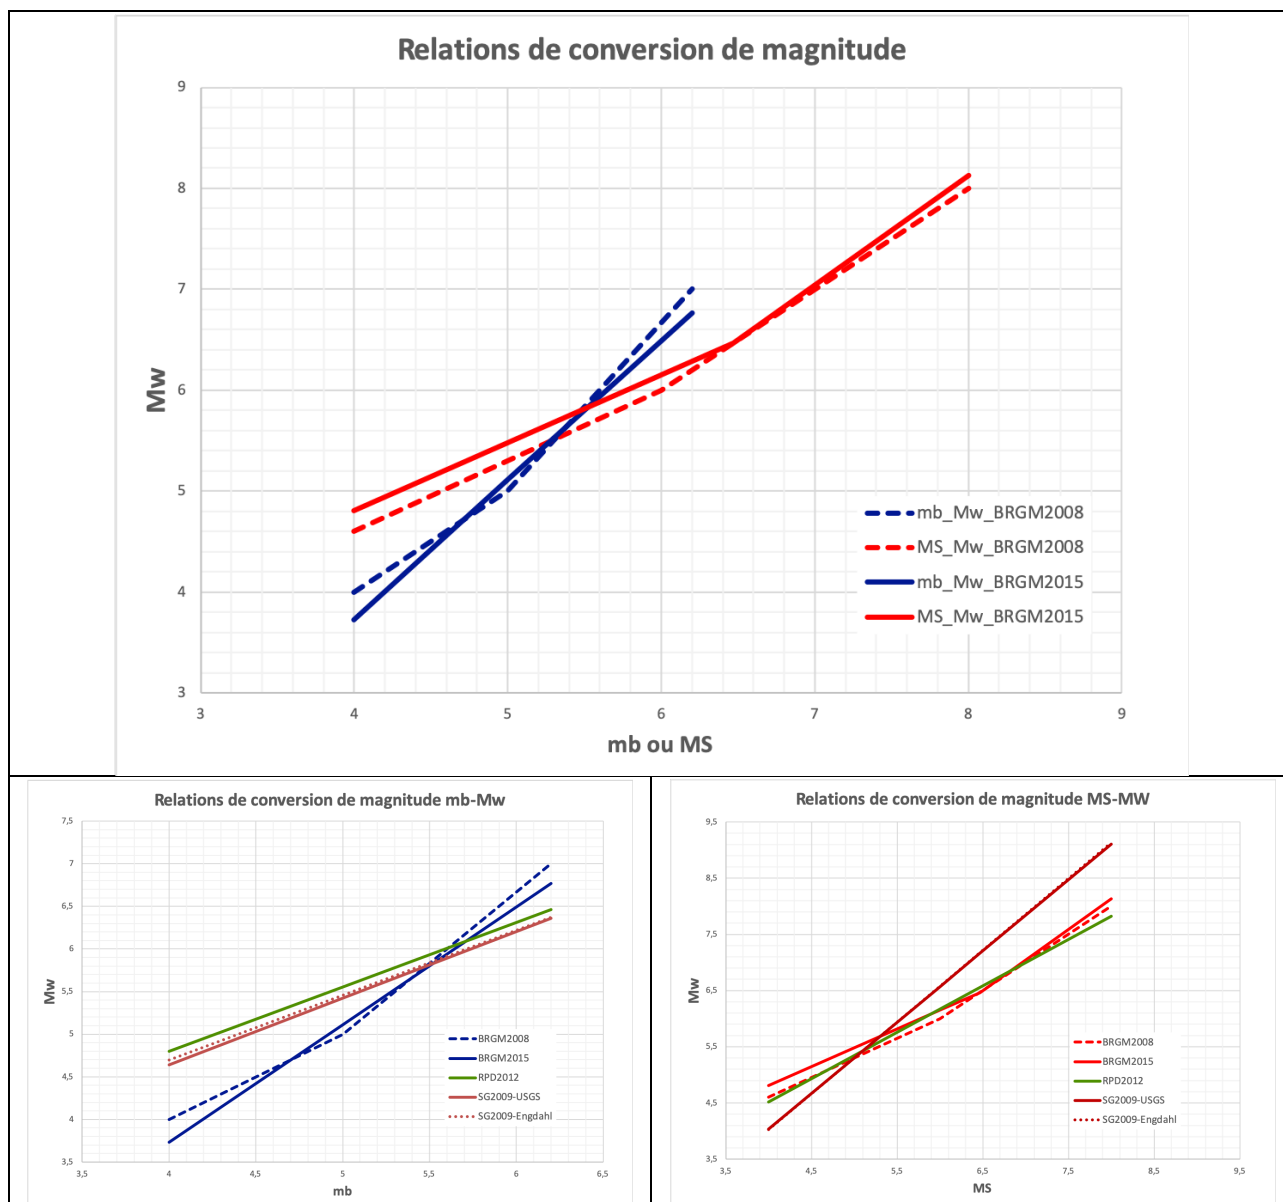 Relations de conversion de magnitude
9
8
7
6
5
4
3
Mw
mb_Mw_BRGM2008
MS_Mw_BRGM2008
mb_Mw_BRGM2015
MS_Mw_BRGM2015
3 4 5 6 7 8 9
mb ou MS
Relations de conversion de magnitude mb-Mw
7,5
7
6,5
6
5,5
5
4,5
4
3,5
Mw
BRGM2008
BRGM2015
RPD2012
SG2009-USGS
SG2009-Engdahl
3,5 4 4,5 5 5,5 6 6,5
mb
Relations de conversion de magnitude MS-MW
9,5
8,5
7,5
6,5
5,5
4,5
3,5
Mw
BRGM2008
BRGM2015
RPD2012
SG2009-USGS
SG2009-Engdahl
3,5 4,5 5,5 6,5 7,5 8,5 9,5
MS